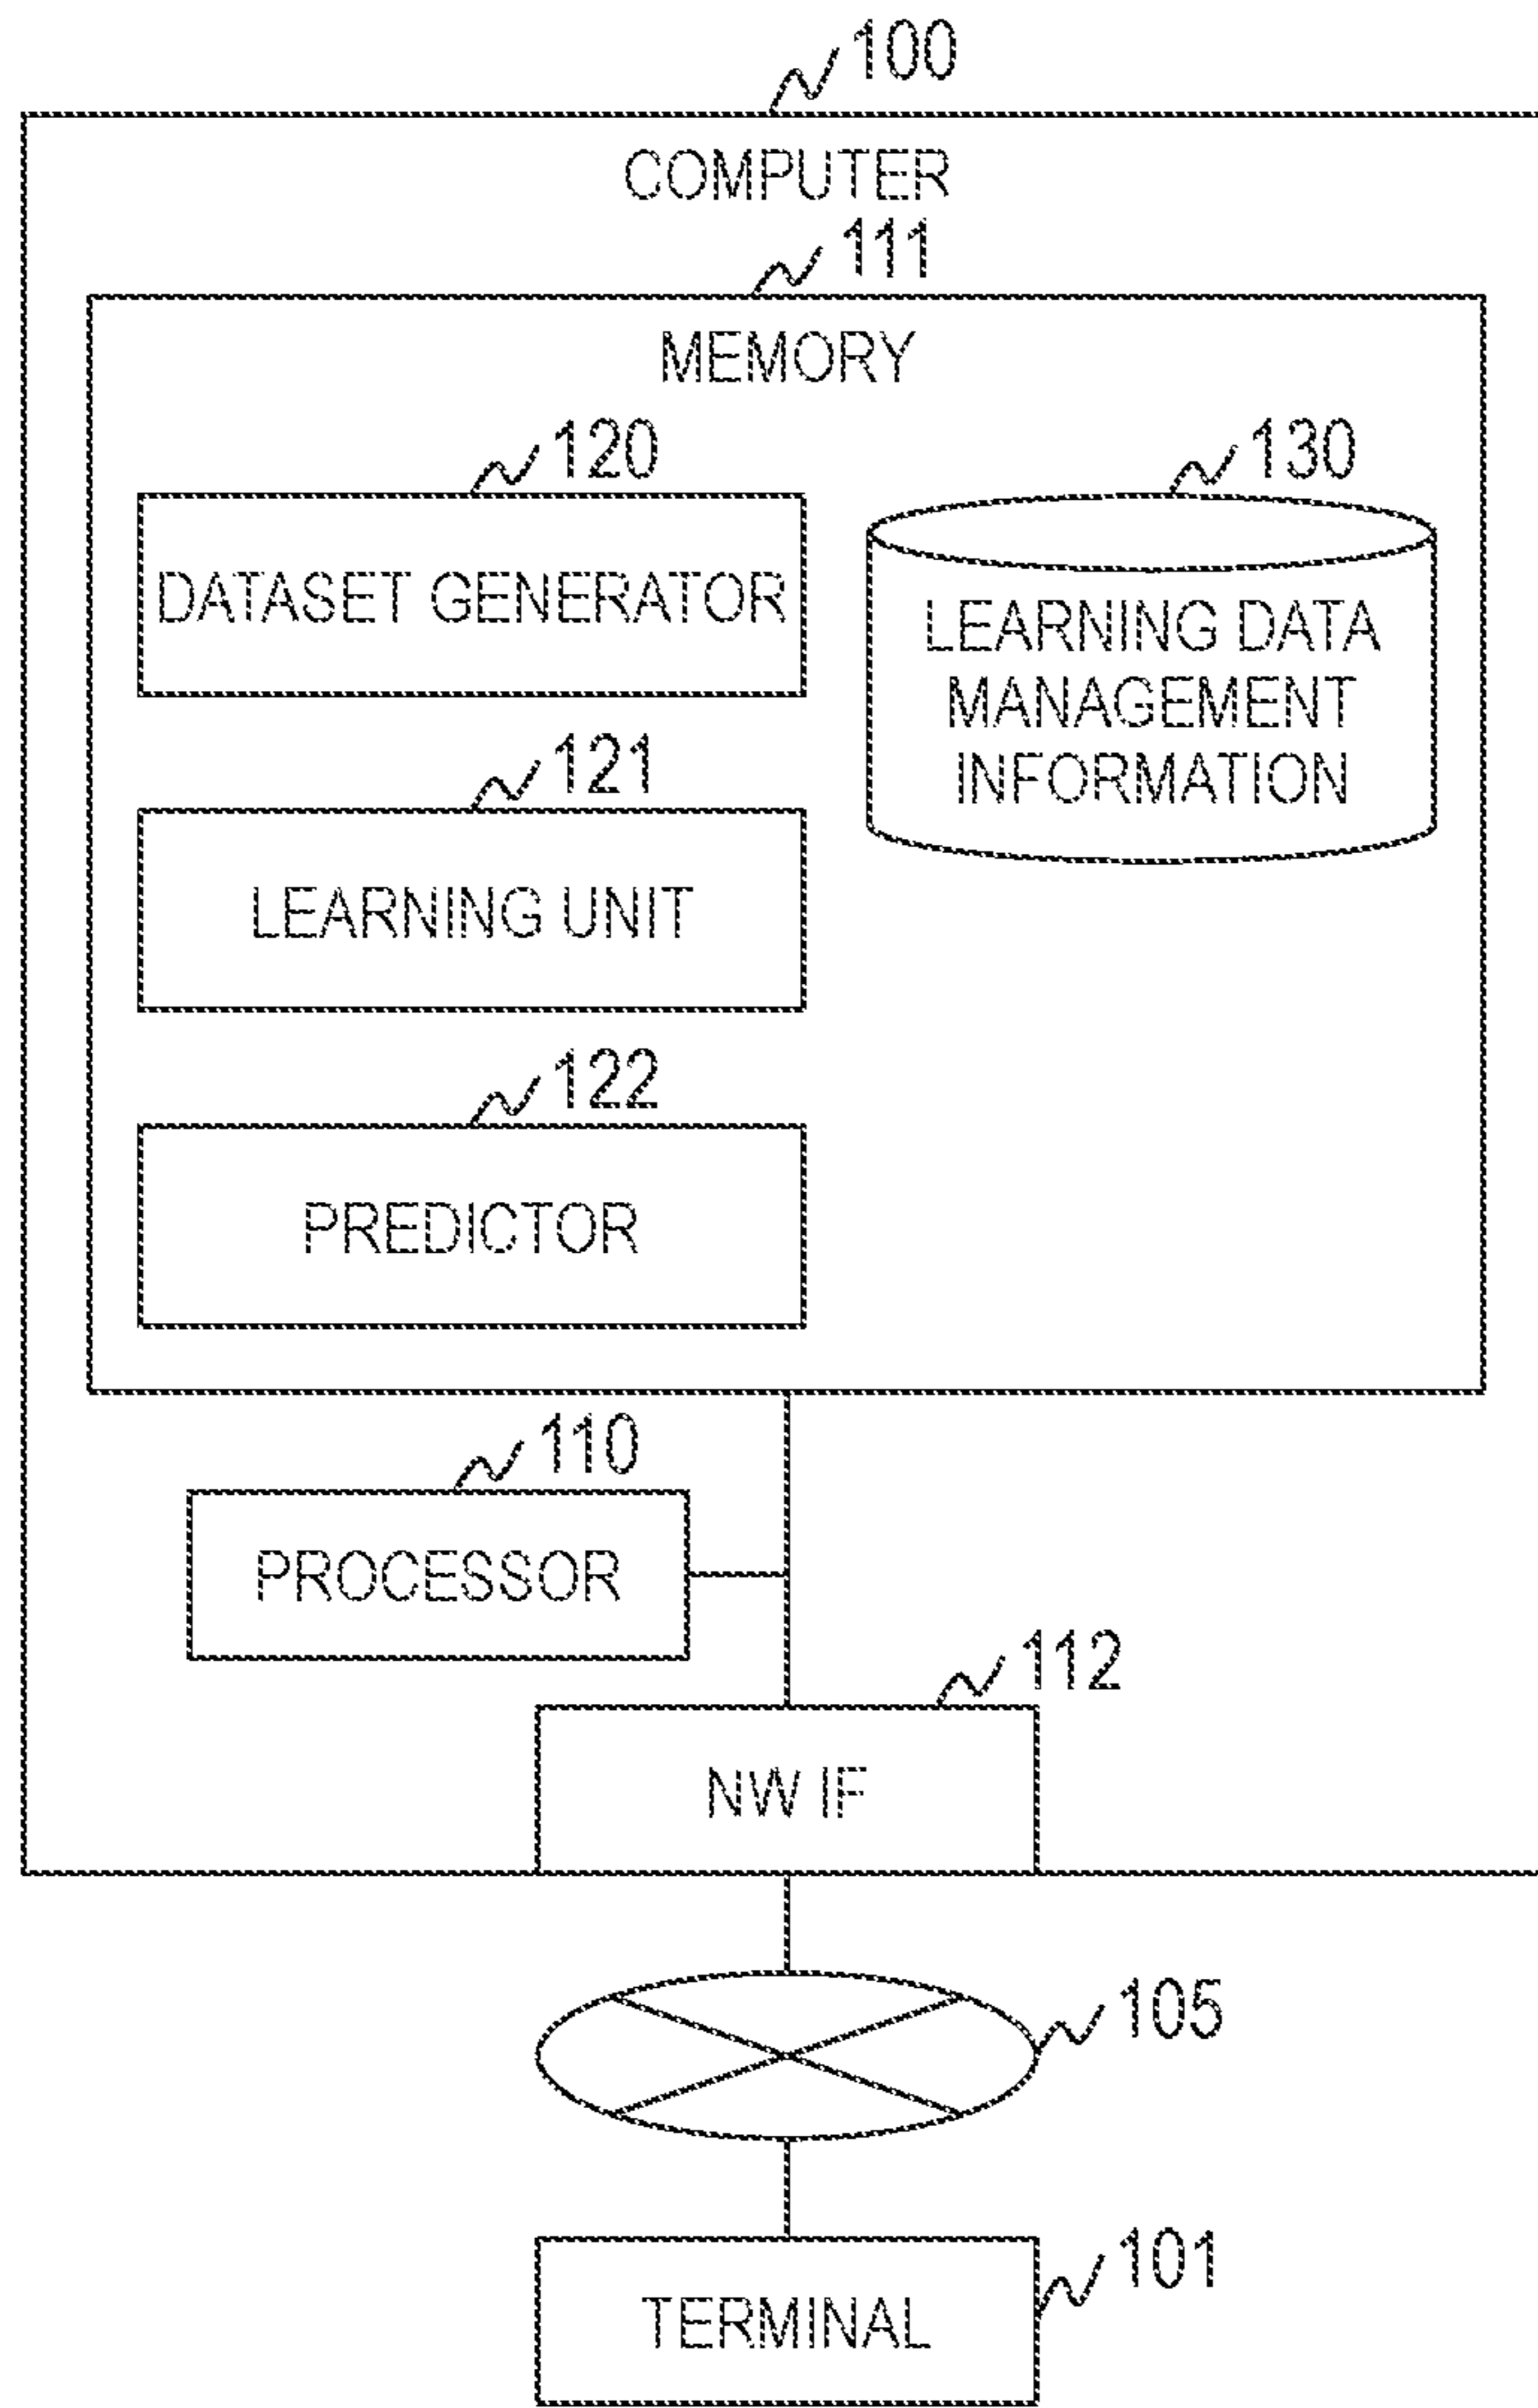 100
COMPUTER
111
MEMORY
120
130
DATASET GENERATOR
LEARNING DATA
MANAGEMENT
INFORMATION
121
LEARNING UNIT
122
PREDICTOR
110
PROCESSOR
112
NW IF
105
101
TERMINAL